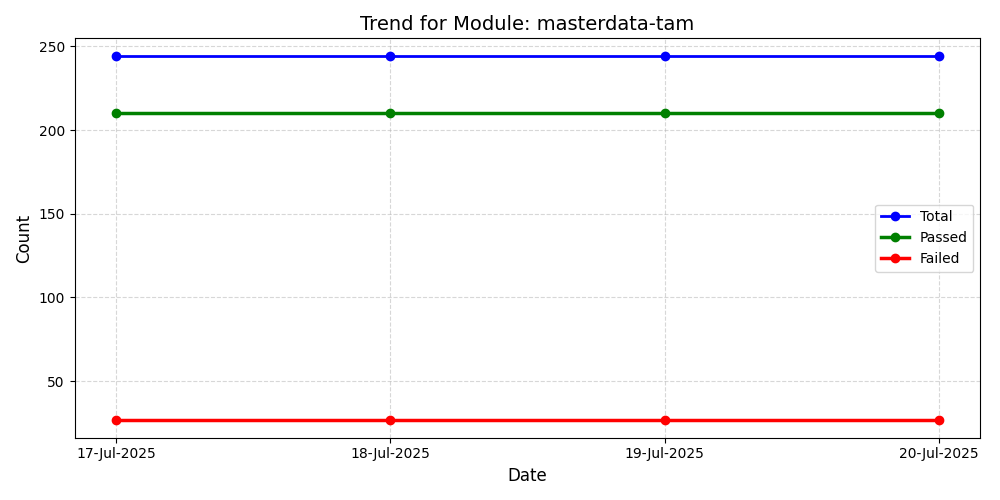 Trend for Module: masterdata-tam
250
200
150
100
50
Count
Total
Passed
Failed
17-Jul-2025
18-Jul-2025
19-Jul-2025
20-Jul-2025
Date